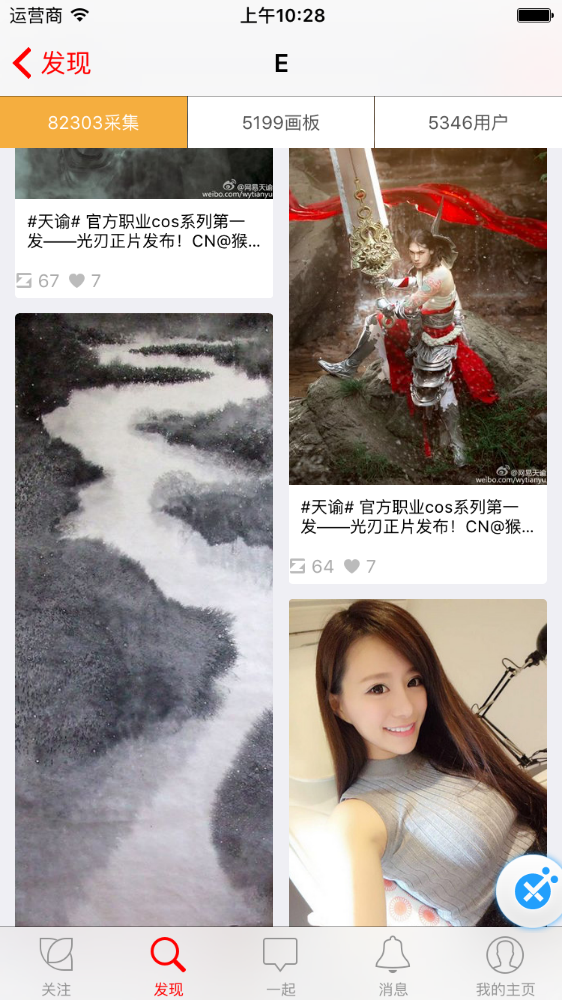 运营商 上午10:28
发现 E
82303采集 5199画板 5346用户
@网易天谕
weibo.com/wytianyu
#天谕# 官方职业cos系列第一
发——光刃正片发布！CN@猴...
67 7
@网易天谕
weibo.com/wytianyu
#天谕# 官方职业cos系列第一
发——光刃正片发布！CN@猴...
64 7
关注 发现 一起 消息 我的主页